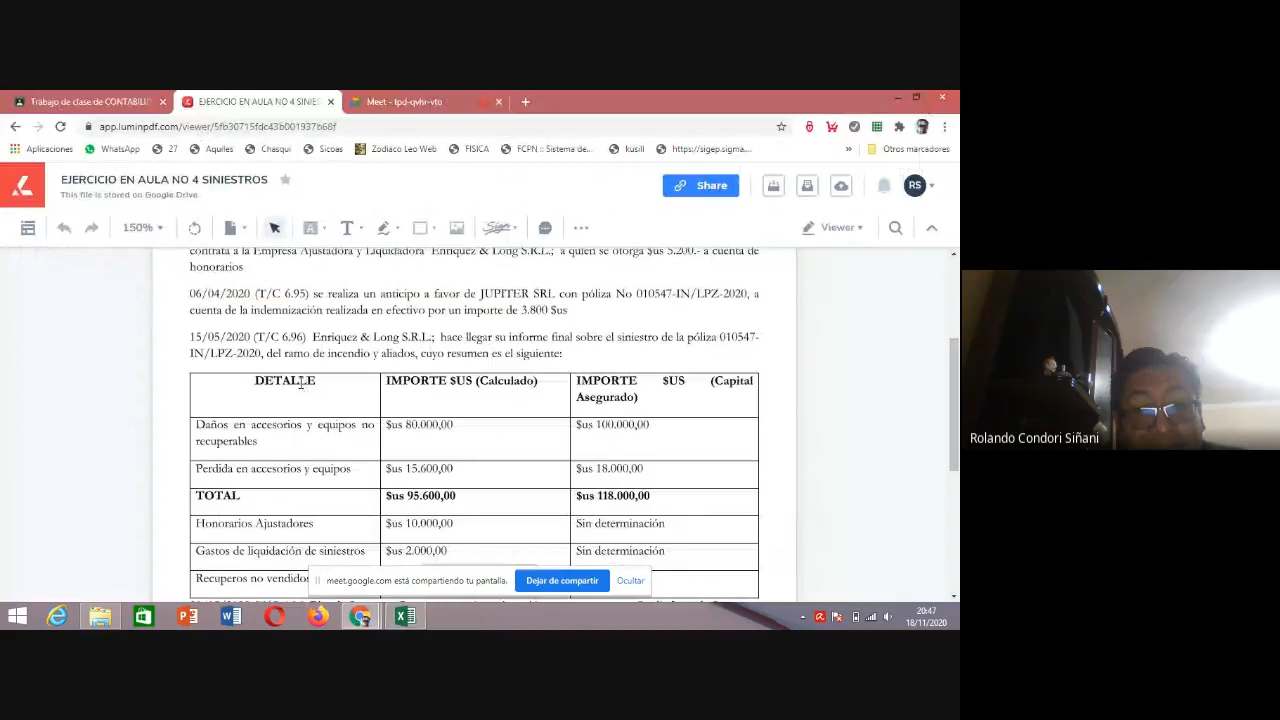 Trabajo de clase de CONTABILI
EJERCICIO EN AULA NO 4 SINIES
Meet - tpd-qvhr-vto
app.luminpdf.com/viewer/5fb30715fdc43b001937b68f
Aplicaciones
WhatsApp
27
Aquiles
Chasqui
Sicoas
Zodiaco Leo Web
FISICA
FCPN :: Sistema de...
kusill
https://sigep.sigma....
»
Otros marcadores
EJERCICIO EN AULA NO 4 SINIESTROS
This file is stored on Google Drive
Share
RS
150%
T
Sign
Viewer
contrata a la Empresa Ajustadora y Liquidadora Enriquez & Long S.R.L.; a quien se otorga $us 5.200.- a cuenta de
honorarios
06/04/2020 (T/C 6.95) se realiza un anticipo a favor de JUPITER SRL con póliza No 010547-IN/LPZ-2020, a
cuenta de la indemnización realizada en efectivo por un importe de 3.800 $us
15/05/2020 (T/C 6.96) Enriquez & Long S.R.L.; hace llegar su informe final sobre el siniestro de la póliza 010547-
IN/LPZ-2020, del ramo de incendio y aliados, cuyo resumen es el siguiente:
DETALLE IMPORTE $US (Calculado) IMPORTE $US (Capital
Asegurado)
Daños en accesorios y equipos no $us 80.000,00 $us 100.000,00
recuperables
Perdida en accesorios y equipos $us 15.600,00 $us 18.000,00
TOTAL $us 95.600,00 $us 118.000,00
Honorarios Ajustadores $us 10.000,00 Sin determinación
Gastos de liquidación de siniestros $us 2.000,00 Sin determinación
Recuperos no vendidos
meet.google.com está compartiendo tu pantalla.
Dejar de compartir
Ocultar
20:47
18/11/2020
Rolando Condori Siñani